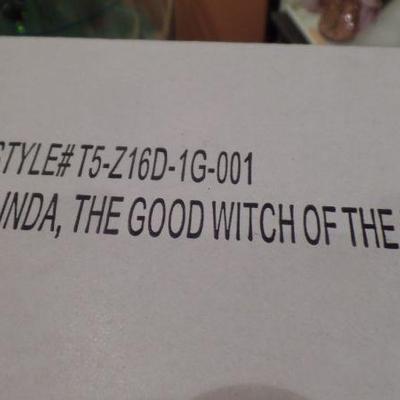 STYLE# T5-Z16D-1G-001
INDA, THE GOOD WITCH OF THE